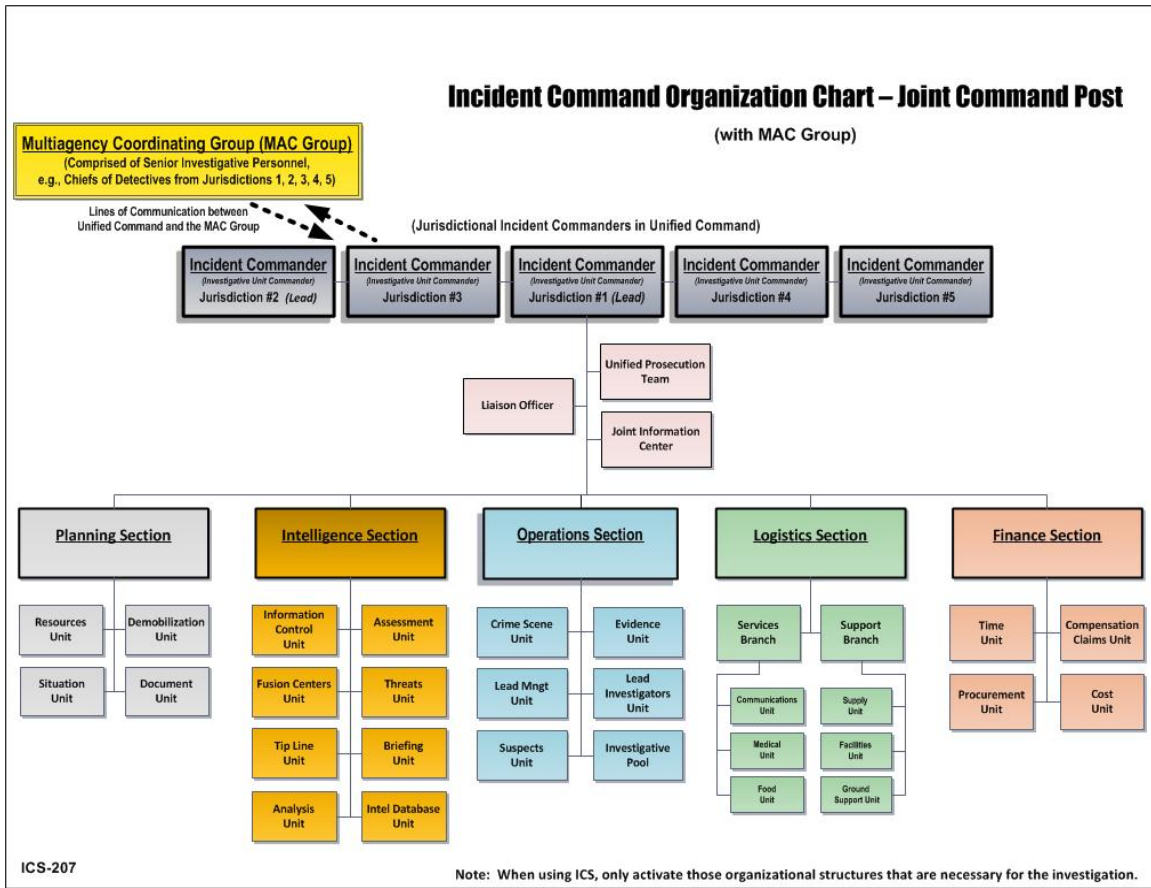 Incident Command Organization Chart – Joint Command Post
(with MAC Group)
Multiagency Coordinating Group (MAC Group)
(Comprised of Senior Investigative Personnel,
e.g., Chiefs of Detectives from Jurisdictions 1, 2, 3, 4, 5)
Lines of Communication between
Unified Command and the MAC Group
(Jurisdictional Incident Commanders in Unified Command)
Incident Commander
(Investigative Unit Commander)
Jurisdiction #2 (Lead)
Incident Commander
(Investigative Unit Commander)
Jurisdiction #3
Incident Commander
(Investigative Unit Commander)
Jurisdiction #1 (Lead)
Incident Commander
(Investigative Unit Commander)
Jurisdiction #4
Incident Commander
(Investigative Unit Commander)
Jurisdiction #5
Unified Prosecution
Team
Liaison Officer
Joint Information
Center
Planning Section
Resources
Unit
Demobilization
Unit
Situation
Unit
Document
Unit
Intelligence Section
Information
Control
Unit
Assessment
Unit
Fusion Centers
Unit
Threats
Unit
Tip Line
Unit
Briefing
Unit
Analysis
Unit
Intel Database
Unit
Operations Section
Crime Scene
Unit
Evidence
Unit
Lead Mngt
Unit
Lead
Investigators
Unit
Suspects
Unit
Investigative
Pool
Logistics Section
Services
Branch
Support
Branch
Communications
Unit
Supply
Unit
Medical
Unit
Facilities
Unit
Food
Unit
Ground
Support Unit
Finance Section
Time
Unit
Compensation
Claims Unit
Procurement
Unit
Cost
Unit
ICS-207
Note: When using ICS, only activate those organizational structures that are necessary for the investigation.